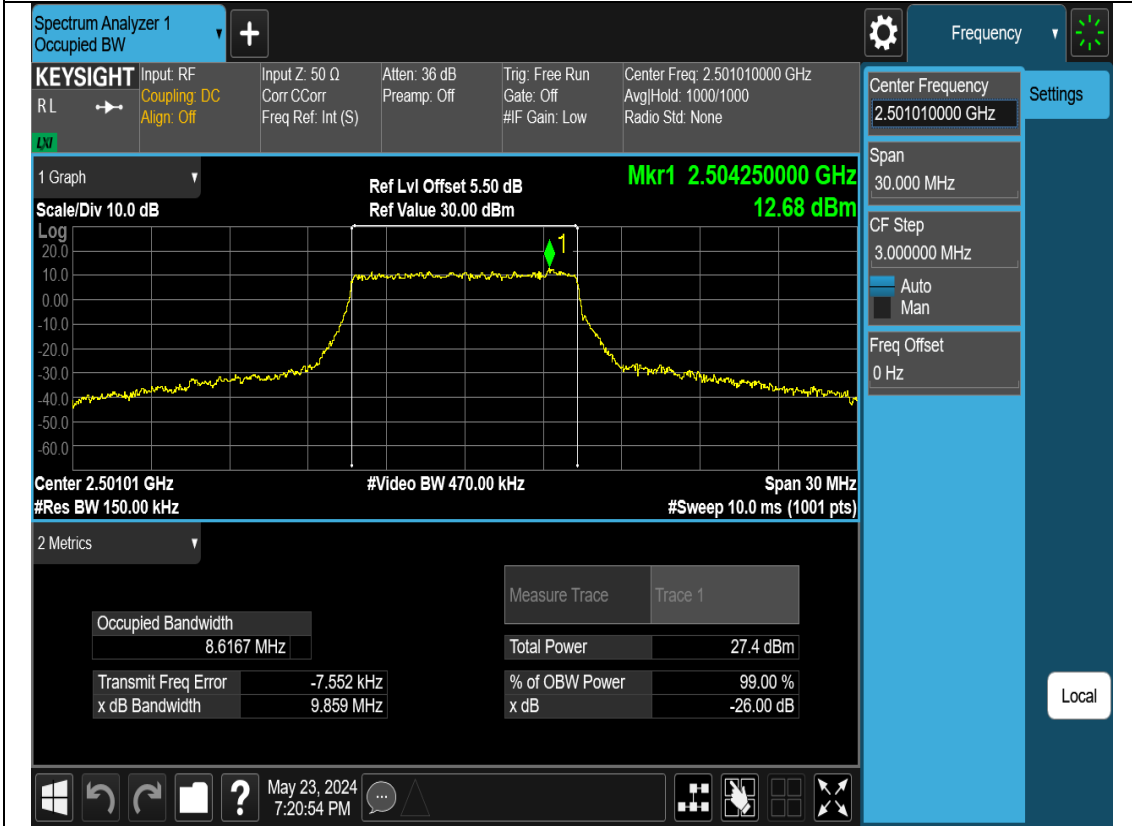 Spectrum Analyzer 1
Occupied BW
Frequency
KEYSIGHT
RL
LXI
Input: RF
Coupling: DC
Align: Off
Input Z: 50 Ω
Corr CCorr
Freq Ref: Int (S)
Atten: 36 dB
Preamp: Off
Trig: Free Run
Gate: Off
#IF Gain: Low
Center Freq: 2.501010000 GHz
Avg|Hold: 1000/1000
Radio Std: None
Center Frequency
2.501010000 GHz
Settings
Span
30.000 MHz
CF Step
3.000000 MHz
Auto
Man
Freq Offset
0 Hz
Local
1 Graph
Scale/Div 10.0 dB
Ref Lvl Offset 5.50 dB
Ref Value 30.00 dBm
Mkr1 2.504250000 GHz
12.68 dBm
Log
20.0
10.0
0.00
-10.0
-20.0
-30.0
-40.0
-50.0
-60.0
1
Center 2.50101 GHz
#Video BW 470.00 kHz
Span 30 MHz
#Res BW 150.00 kHz
#Sweep 10.0 ms (1001 pts)
2 Metrics
Measure Trace Trace 1
Occupied Bandwidth
8.6167 MHz
Total Power 27.4 dBm
Transmit Freq Error -7.552 kHz
% of OBW Power 99.00 %
x dB Bandwidth 9.859 MHz
x dB -26.00 dB
?
May 23, 2024
7:20:54 PM